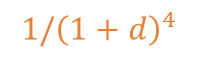 1/(1 + d)⁴